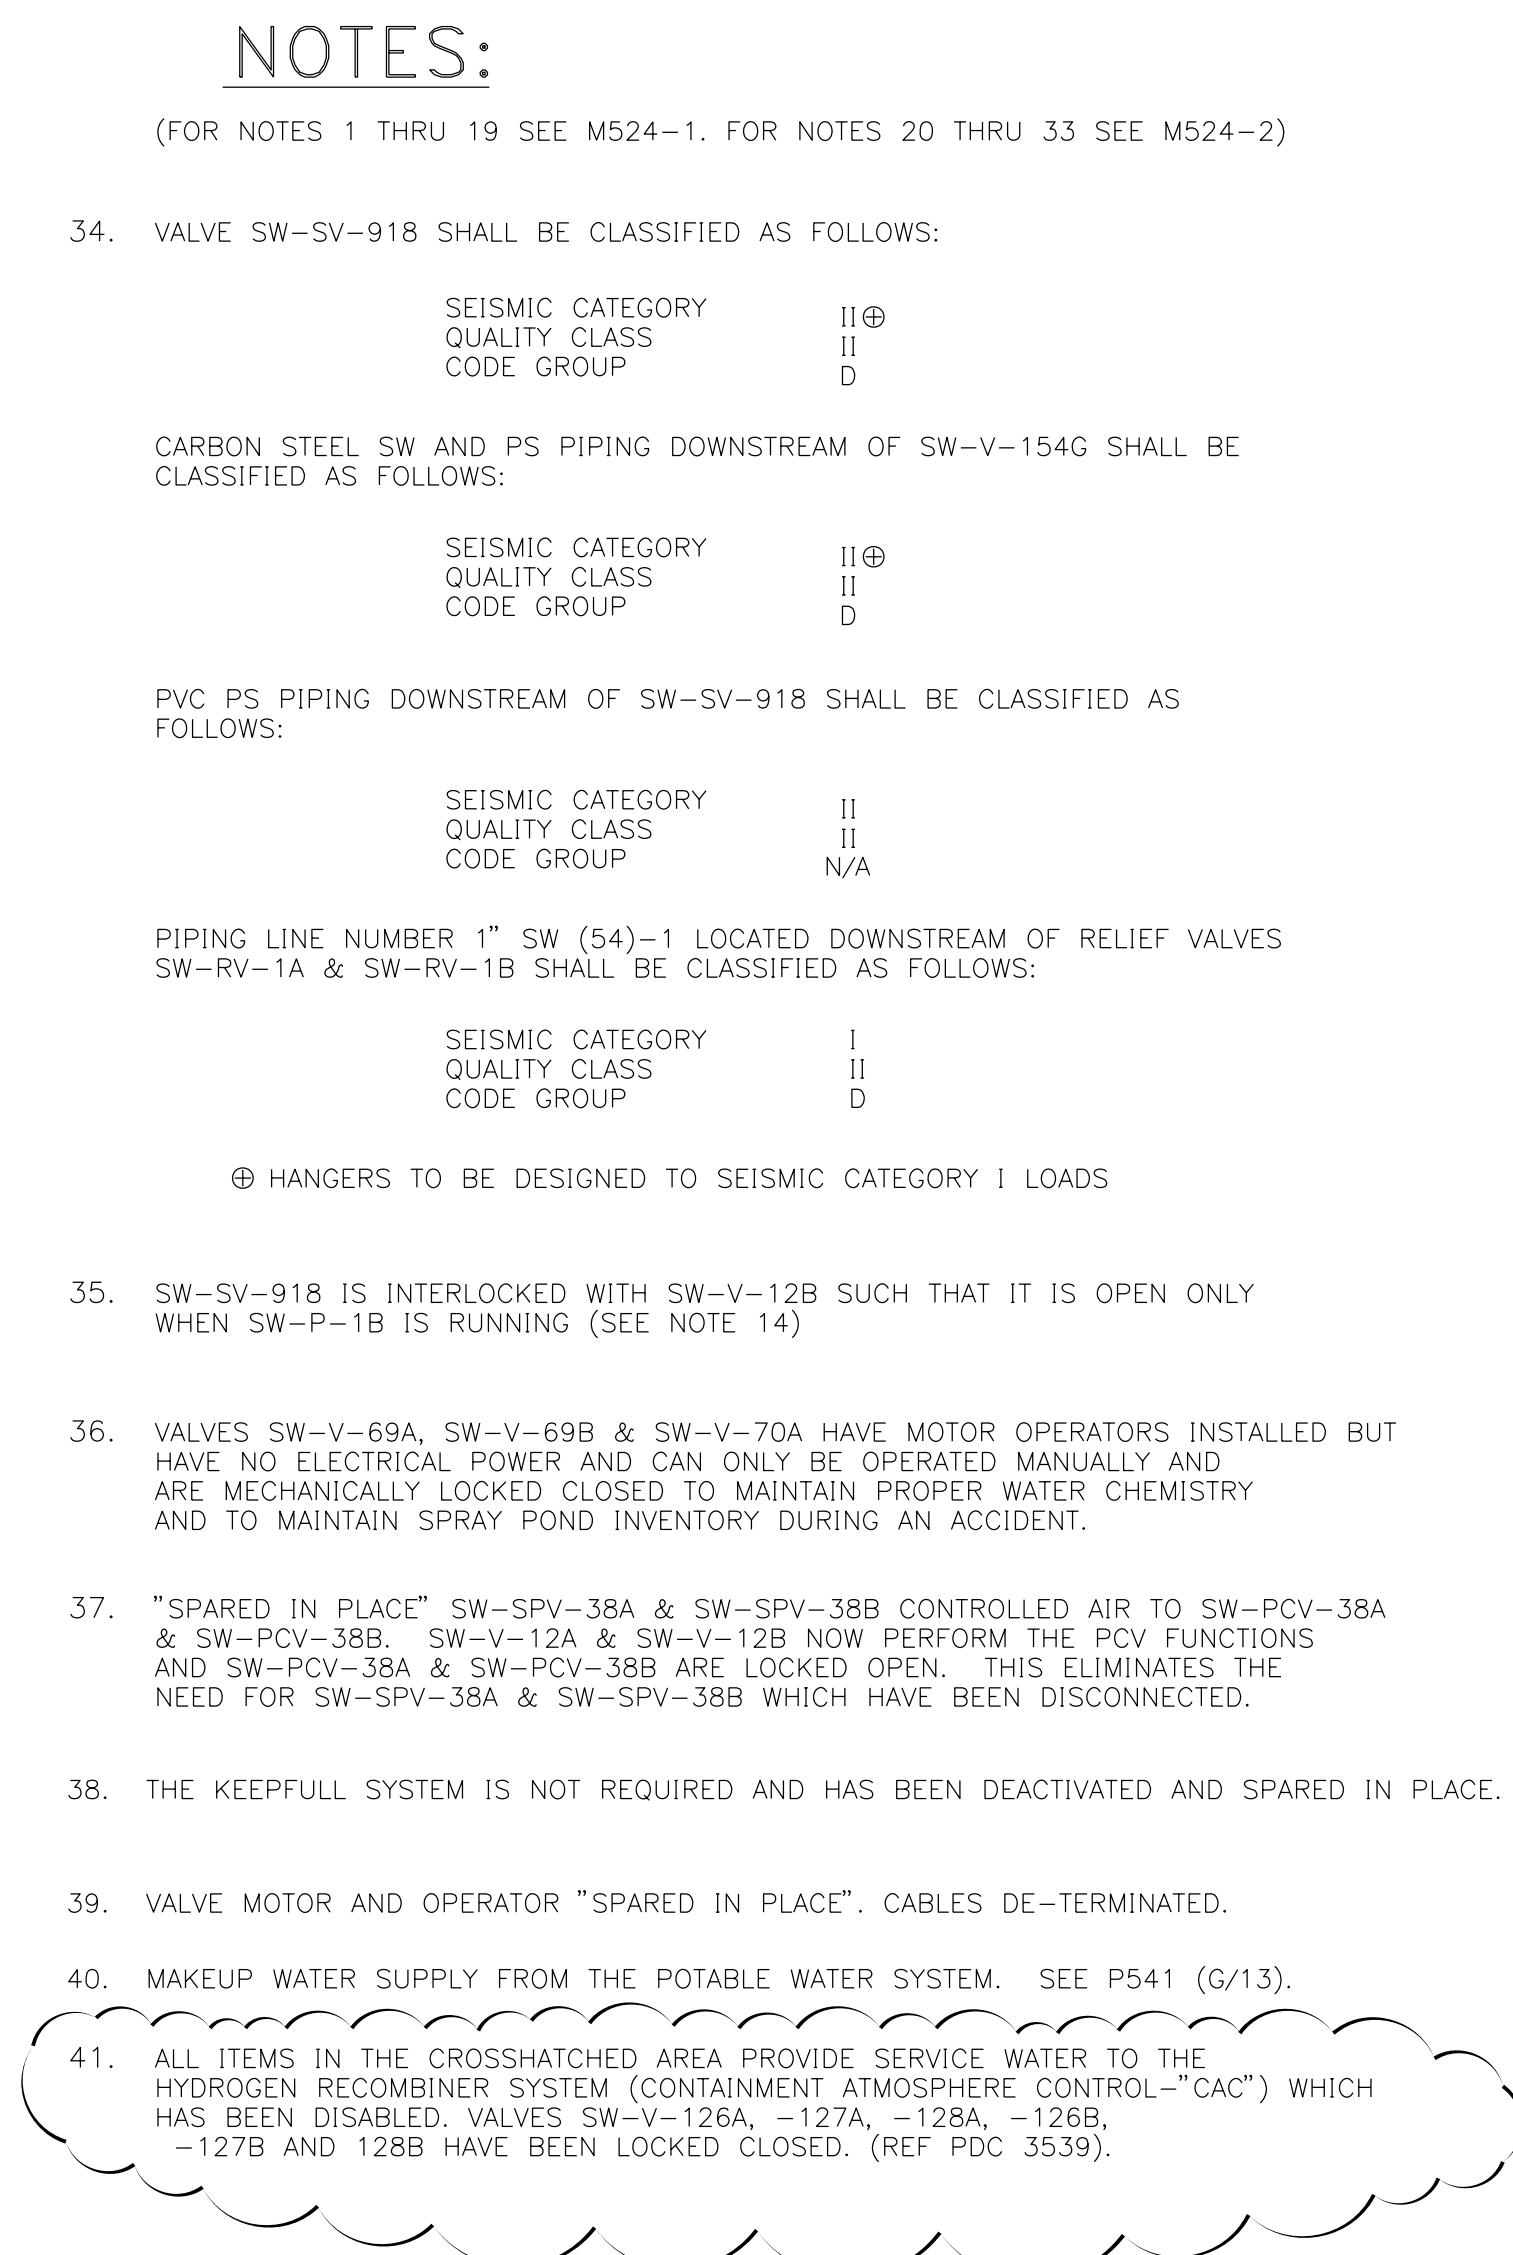 NOTES:
(FOR NOTES 1 THRU 19 SEE M524-1. FOR NOTES 20 THRU 33 SEE M524-2)
34. VALVE SW-SV-918 SHALL BE CLASSIFIED AS FOLLOWS:
SEISMIC CATEGORY II⊕
QUALITY CLASS II
CODE GROUP D
CARBON STEEL SW AND PS PIPING DOWNSTREAM OF SW-V-154G SHALL BE
CLASSIFIED AS FOLLOWS:
SEISMIC CATEGORY II⊕
QUALITY CLASS II
CODE GROUP D
PVC PS PIPING DOWNSTREAM OF SW-SV-918 SHALL BE CLASSIFIED AS
FOLLOWS:
SEISMIC CATEGORY II
QUALITY CLASS II
CODE GROUP N/A
PIPING LINE NUMBER 1" SW (54)-1 LOCATED DOWNSTREAM OF RELIEF VALVES
SW-RV-1A & SW-RV-1B SHALL BE CLASSIFIED AS FOLLOWS:
SEISMIC CATEGORY I
QUALITY CLASS II
CODE GROUP D
⊕ HANGERS TO BE DESIGNED TO SEISMIC CATEGORY I LOADS
35. SW-SV-918 IS INTERLOCKED WITH SW-V-12B SUCH THAT IT IS OPEN ONLY
WHEN SW-P-1B IS RUNNING (SEE NOTE 14)
36. VALVES SW-V-69A, SW-V-69B & SW-V-70A HAVE MOTOR OPERATORS INSTALLED BUT
HAVE NO ELECTRICAL POWER AND CAN ONLY BE OPERATED MANUALLY AND
ARE MECHANICALLY LOCKED CLOSED TO MAINTAIN PROPER WATER CHEMISTRY
AND TO MAINTAIN SPRAY POND INVENTORY DURING AN ACCIDENT.
37. "SPARED IN PLACE" SW-SPV-38A & SW-SPV-38B CONTROLLED AIR TO SW-PCV-38A
& SW-PCV-38B. SW-V-12A & SW-V-12B NOW PERFORM THE PCV FUNCTIONS
AND SW-PCV-38A & SW-PCV-38B ARE LOCKED OPEN. THIS ELIMINATES THE
NEED FOR SW-SPV-38A & SW-SPV-38B WHICH HAVE BEEN DISCONNECTED.
38. THE KEEPFULL SYSTEM IS NOT REQUIRED AND HAS BEEN DEACTIVATED AND SPARED IN PLACE.
39. VALVE MOTOR AND OPERATOR "SPARED IN PLACE". CABLES DE-TERMINATED.
40. MAKEUP WATER SUPPLY FROM THE POTABLE WATER SYSTEM. SEE P541 (G/13).
41. ALL ITEMS IN THE CROSSHATCHED AREA PROVIDE SERVICE WATER TO THE
HYDROGEN RECOMBINER SYSTEM (CONTAINMENT ATMOSPHERE CONTROL-"CAC") WHICH
HAS BEEN DISABLED. VALVES SW-V-126A, -127A, -128A, -126B,
-127B AND 128B HAVE BEEN LOCKED CLOSED. (REF PDC 3539).